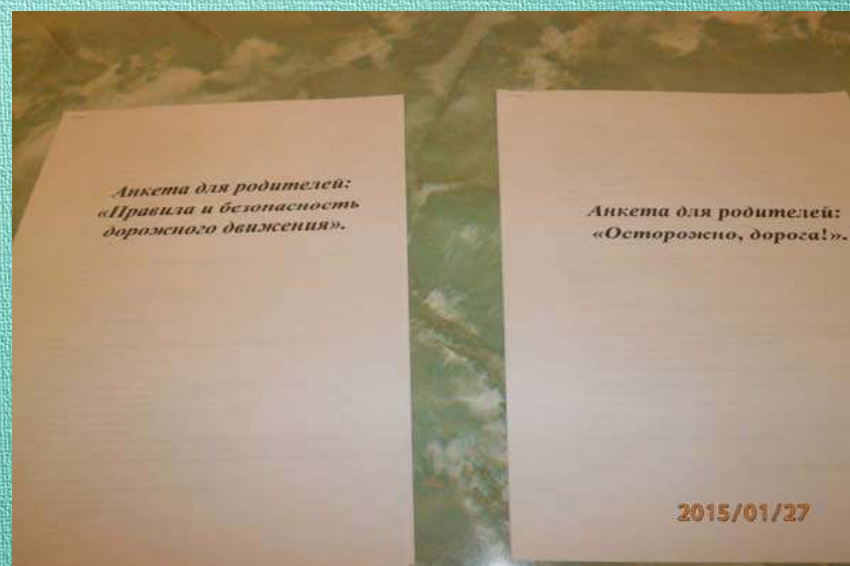 Анкета для родителей:
«Правила и безопасность
дорожного движения».
Анкета для родителей:
«Осторожно, дорога!».
2015/01/27